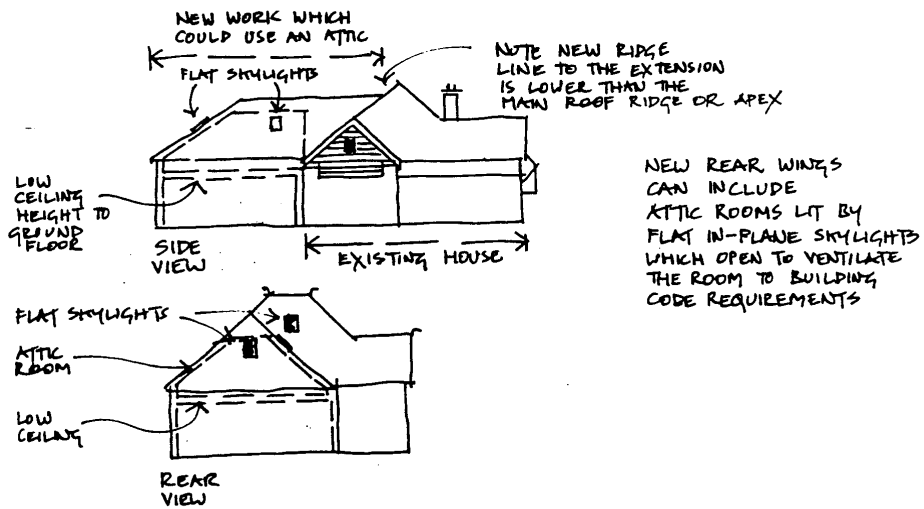 NEW WORK WHICH
COULD USE AN ATTIC
FLAT SKYLIGHTS
NOTE NEW RIDGE
LINE TO THE EXTENSION
IS LOWER THAN THE
MAIN ROOF RIDGE OR APEX
LOW
CEILING
HEIGHT TO
GROUND
FLOOR
SIDE
VIEW
EXISTING HOUSE
NEW REAR WINGS
CAN INCLUDE
ATTIC ROOMS LIT BY
FLAT IN-PLANE SKYLIGHTS
WHICH OPEN TO VENTILATE
THE ROOM TO BUILDING
CODE REQUIREMENTS
FLAT SKYLIGHTS
ATTIC
ROOM
LOW
CEILING
REAR
VIEW